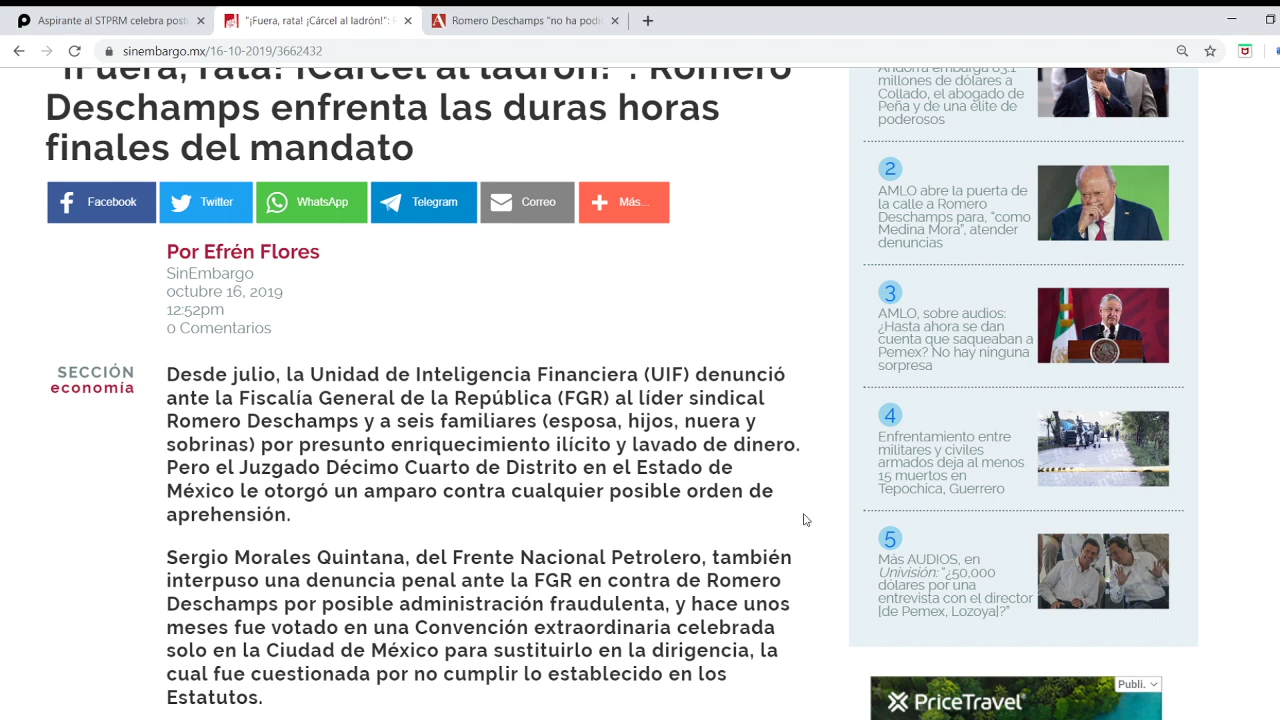 Aspirante al STPRM celebra post
"¡Fuera, rata! ¡Cárcel al ladrón!": R
Romero Deschamps "no ha podi
sinembargo.mx/16-10-2019/3662432
"¡Fuera, rata! ¡Cárcel al ladrón!": Romero
Deschamps enfrenta las duras horas
finales del mandato
Facebook
Twitter
WhatsApp
Telegram
Correo
Más...
Por Efrén Flores
SinEmbargo
octubre 16, 2019
12:52pm
0 Comentarios
SECCIÓN
economía
Desde julio, la Unidad de Inteligencia Financiera (UIF) denunció
ante la Fiscalía General de la República (FGR) al líder sindical
Romero Deschamps y a seis familiares (esposa, hijos, nuera y
sobrinas) por presunto enriquecimiento ilícito y lavado de dinero.
Pero el Juzgado Décimo Cuarto de Distrito en el Estado de
México le otorgó un amparo contra cualquier posible orden de
aprehensión.
Sergio Morales Quintana, del Frente Nacional Petrolero, también
interpuso una denuncia penal ante la FGR en contra de Romero
Deschamps por posible administración fraudulenta, y hace unos
meses fue votado en una Convención extraordinaria celebrada
solo en la Ciudad de México para sustituirlo en la dirigencia, la
cual fue cuestionada por no cumplir lo establecido en los
Estatutos.
Andorra embarga 83.1
millones de dólares a
Collado, el abogado de
Peña y de una élite de
poderosos
2
AMLO abre la puerta de
la calle a Romero
Deschamps para, "como
Medina Mora", atender
denuncias
3
AMLO, sobre audios:
¿Hasta ahora se dan
cuenta que saqueaban a
Pemex? No hay ninguna
sorpresa
4
Enfrentamiento entre
militares y civiles
armados deja al menos
15 muertos en
Tepochica, Guerrero
5
Más AUDIOS, en
Univisión: "¿50,000
dólares por una
entrevista con el director
[de Pemex, Lozoya]?"
Publi.
PriceTravel